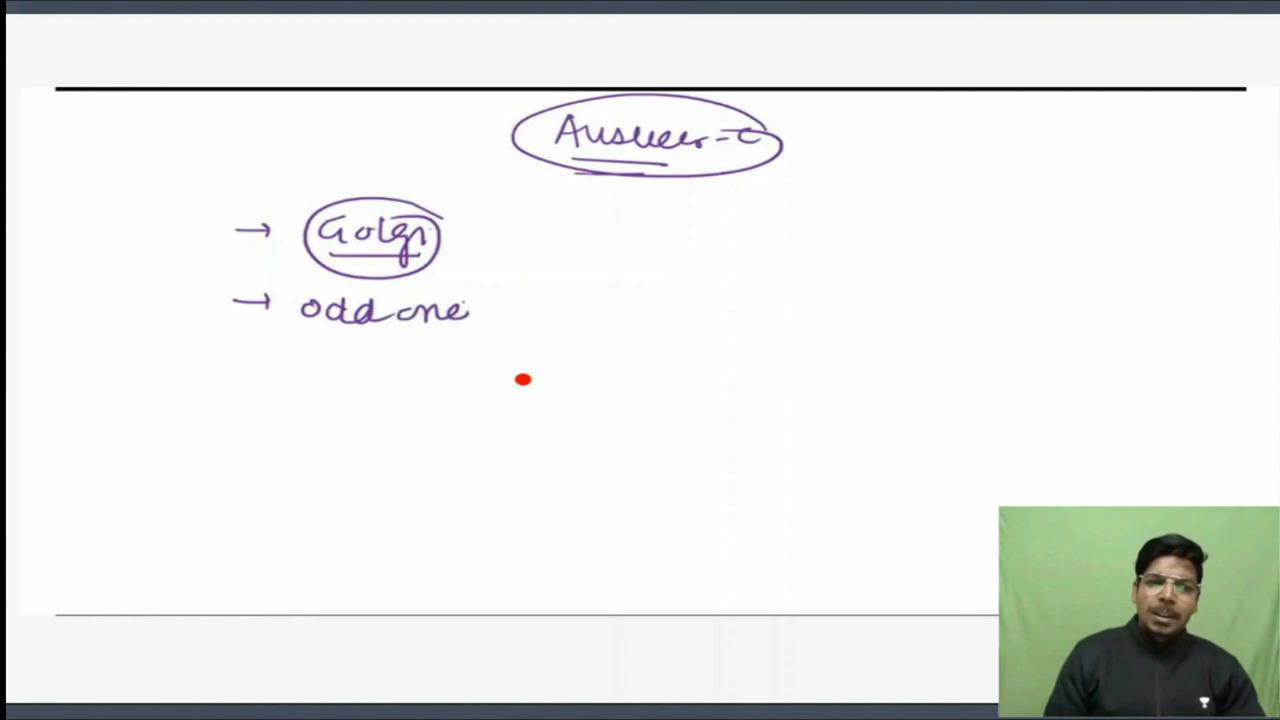 Answer-C
→ Golgi
→ odd one